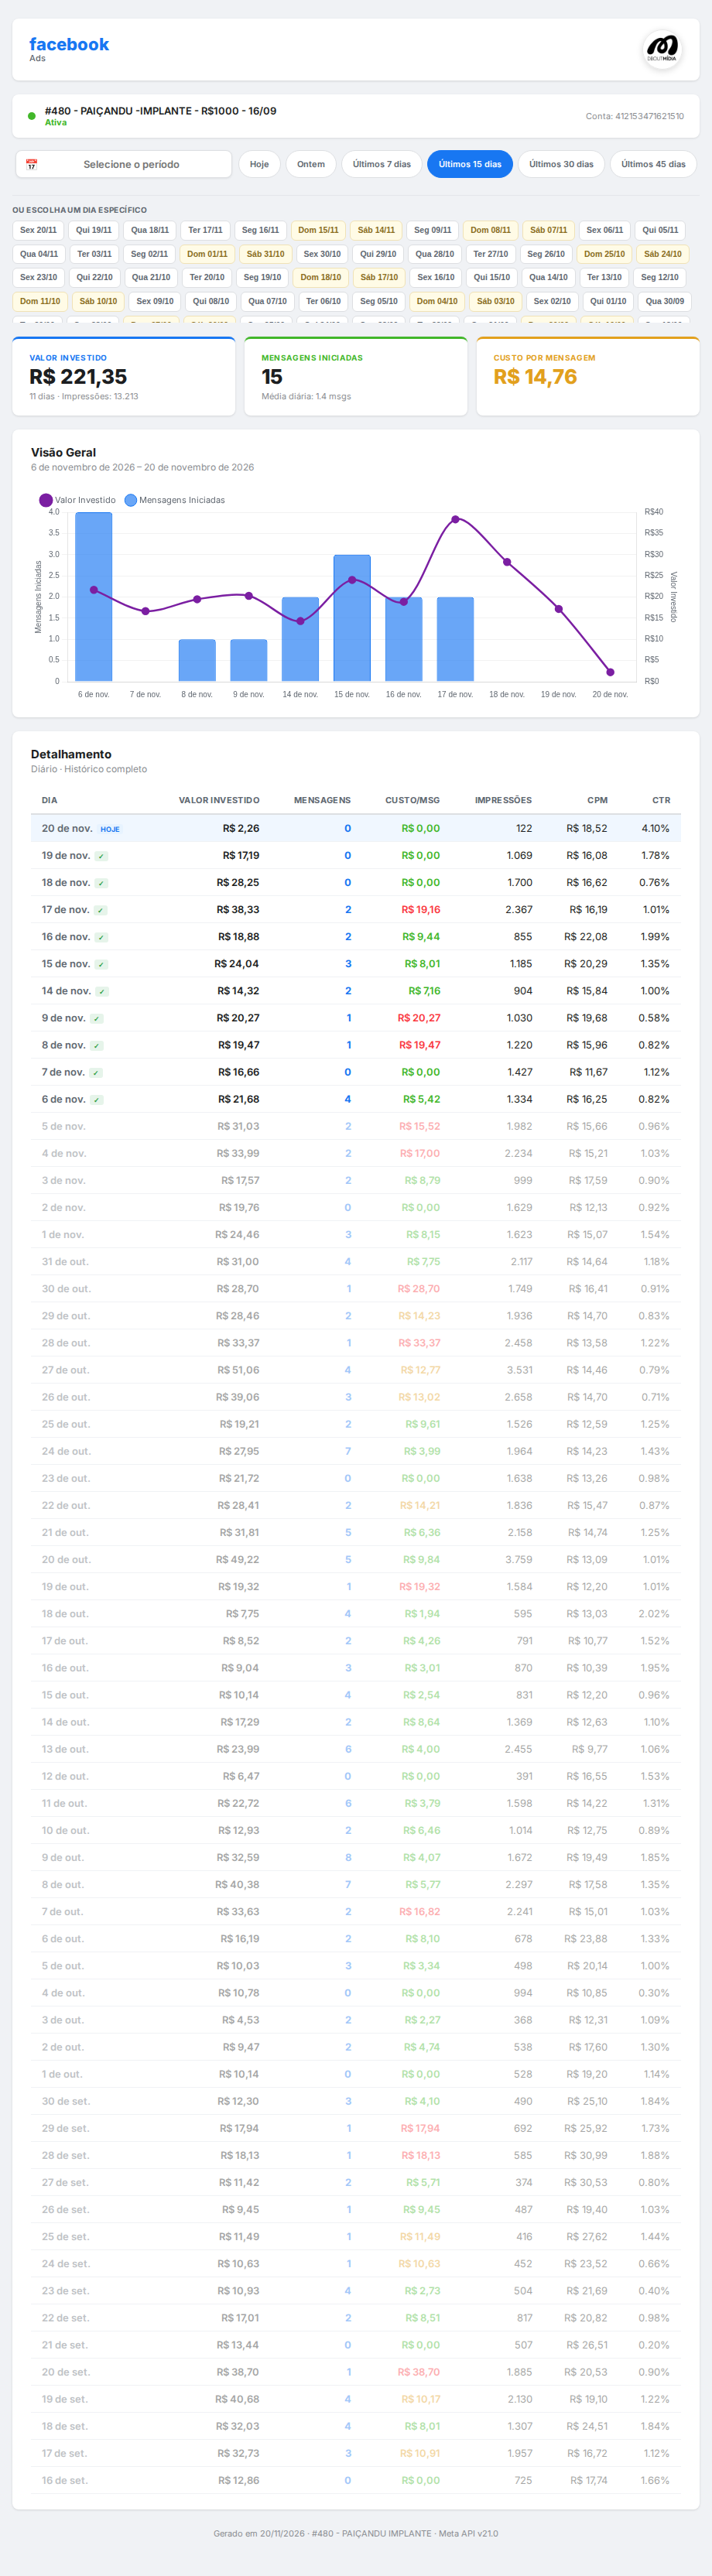 facebook
Ads
DBOUTMÍDIA
#480 - PAIÇANDU -IMPLANTE - R$1000 - 16/09
Ativa
Conta: 412153471621510
Selecione o período
Hoje
Ontem
Últimos 7 dias
Últimos 15 dias
Últimos 30 dias
Últimos 45 dias
OU ESCOLHA UM DIA ESPECÍFICO
Sex 20/11 Qui 19/11 Qua 18/11 Ter 17/11 Seg 16/11 Dom 15/11 Sáb 14/11 Seg 09/11 Dom 08/11 Sáb 07/11 Sex 06/11 Qui 05/11
Qua 04/11 Ter 03/11 Seg 02/11 Dom 01/11 Sáb 31/10 Sex 30/10 Qui 29/10 Qua 28/10 Ter 27/10 Seg 26/10 Dom 25/10 Sáb 24/10
Sex 23/10 Qui 22/10 Qua 21/10 Ter 20/10 Seg 19/10 Dom 18/10 Sáb 17/10 Sex 16/10 Qui 15/10 Qua 14/10 Ter 13/10 Seg 12/10
Dom 11/10 Sáb 10/10 Sex 09/10 Qui 08/10 Qua 07/10 Ter 06/10 Seg 05/10 Dom 04/10 Sáb 03/10 Sex 02/10 Qui 01/10 Qua 30/09
VALOR INVESTIDO
R$ 221,35
11 dias · Impressões: 13.213
MENSAGENS INICIADAS
15
Média diária: 1.4 msgs
CUSTO POR MENSAGEM
R$ 14,76
Visão Geral
6 de novembro de 2026 – 20 de novembro de 2026
Valor Investido
Mensagens Iniciadas
4.0 R$40
3.5 R$35
3.0 R$30
2.5 R$25
2.0 R$20
1.5 R$15
1.0 R$10
0.5 R$5
0 R$0
Mensagens Iniciadas
Valor Investido
6 de nov. 7 de nov. 8 de nov. 9 de nov. 14 de nov. 15 de nov. 16 de nov. 17 de nov. 18 de nov. 19 de nov. 20 de nov.
Detalhamento
Diário · Histórico completo
DIA VALOR INVESTIDO MENSAGENS CUSTO/MSG IMPRESSÕES CPM CTR
20 de nov. HOJE R$ 2,26 0 R$ 0,00 122 R$ 18,52 4.10%
19 de nov. ✓ R$ 17,19 0 R$ 0,00 1.069 R$ 16,08 1.78%
18 de nov. ✓ R$ 28,25 0 R$ 0,00 1.700 R$ 16,62 0.76%
17 de nov. ✓ R$ 38,33 2 R$ 19,16 2.367 R$ 16,19 1.01%
16 de nov. ✓ R$ 18,88 2 R$ 9,44 855 R$ 22,08 1.99%
15 de nov. ✓ R$ 24,04 3 R$ 8,01 1.185 R$ 20,29 1.35%
14 de nov. ✓ R$ 14,32 2 R$ 7,16 904 R$ 15,84 1.00%
9 de nov. ✓ R$ 20,27 1 R$ 20,27 1.030 R$ 19,68 0.58%
8 de nov. ✓ R$ 19,47 1 R$ 19,47 1.220 R$ 15,96 0.82%
7 de nov. ✓ R$ 16,66 0 R$ 0,00 1.427 R$ 11,67 1.12%
6 de nov. ✓ R$ 21,68 4 R$ 5,42 1.334 R$ 16,25 0.82%
5 de nov. R$ 31,03 2 R$ 15,52 1.982 R$ 15,66 0.96%
4 de nov. R$ 33,99 2 R$ 17,00 2.234 R$ 15,21 1.03%
3 de nov. R$ 17,57 2 R$ 8,79 999 R$ 17,59 0.90%
2 de nov. R$ 19,76 0 R$ 0,00 1.629 R$ 12,13 0.92%
1 de nov. R$ 24,46 3 R$ 8,15 1.623 R$ 15,07 1.54%
31 de out. R$ 31,00 4 R$ 7,75 2.117 R$ 14,64 1.18%
30 de out. R$ 28,70 1 R$ 28,70 1.749 R$ 16,41 0.91%
29 de out. R$ 28,46 2 R$ 14,23 1.936 R$ 14,70 0.83%
28 de out. R$ 33,37 1 R$ 33,37 2.458 R$ 13,58 1.22%
27 de out. R$ 51,06 4 R$ 12,77 3.531 R$ 14,46 0.79%
26 de out. R$ 39,06 3 R$ 13,02 2.658 R$ 14,70 0.71%
25 de out. R$ 19,21 2 R$ 9,61 1.526 R$ 12,59 1.25%
24 de out. R$ 27,95 7 R$ 3,99 1.964 R$ 14,23 1.43%
23 de out. R$ 21,72 0 R$ 0,00 1.638 R$ 13,26 0.98%
22 de out. R$ 28,41 2 R$ 14,21 1.836 R$ 15,47 0.87%
21 de out. R$ 31,81 5 R$ 6,36 2.158 R$ 14,74 1.25%
20 de out. R$ 49,22 5 R$ 9,84 3.759 R$ 13,09 1.01%
19 de out. R$ 19,32 1 R$ 19,32 1.584 R$ 12,20 1.01%
18 de out. R$ 7,75 4 R$ 1,94 595 R$ 13,03 2.02%
17 de out. R$ 8,52 2 R$ 4,26 791 R$ 10,77 1.52%
16 de out. R$ 9,04 3 R$ 3,01 870 R$ 10,39 1.95%
15 de out. R$ 10,14 4 R$ 2,54 831 R$ 12,20 0.96%
14 de out. R$ 17,29 2 R$ 8,64 1.369 R$ 12,63 1.10%
13 de out. R$ 23,99 6 R$ 4,00 2.455 R$ 9,77 1.06%
12 de out. R$ 6,47 0 R$ 0,00 391 R$ 16,55 1.53%
11 de out. R$ 22,72 6 R$ 3,79 1.598 R$ 14,22 1.31%
10 de out. R$ 12,93 2 R$ 6,46 1.014 R$ 12,75 0.89%
9 de out. R$ 32,59 8 R$ 4,07 1.672 R$ 19,49 1.85%
8 de out. R$ 40,38 7 R$ 5,77 2.297 R$ 17,58 1.35%
7 de out. R$ 33,63 2 R$ 16,82 2.241 R$ 15,01 1.03%
6 de out. R$ 16,19 2 R$ 8,10 678 R$ 23,88 1.33%
5 de out. R$ 10,03 3 R$ 3,34 498 R$ 20,14 1.00%
4 de out. R$ 10,78 0 R$ 0,00 994 R$ 10,85 0.30%
3 de out. R$ 4,53 2 R$ 2,27 368 R$ 12,31 1.09%
2 de out. R$ 9,47 2 R$ 4,74 538 R$ 17,60 1.30%
1 de out. R$ 10,14 0 R$ 0,00 528 R$ 19,20 1.14%
30 de set. R$ 12,30 3 R$ 4,10 490 R$ 25,10 1.84%
29 de set. R$ 17,94 1 R$ 17,94 692 R$ 25,92 1.73%
28 de set. R$ 18,13 1 R$ 18,13 585 R$ 30,99 1.88%
27 de set. R$ 11,42 2 R$ 5,71 374 R$ 30,53 0.80%
26 de set. R$ 9,45 1 R$ 9,45 487 R$ 19,40 1.03%
25 de set. R$ 11,49 1 R$ 11,49 416 R$ 27,62 1.44%
24 de set. R$ 10,63 1 R$ 10,63 452 R$ 23,52 0.66%
23 de set. R$ 10,93 4 R$ 2,73 504 R$ 21,69 0.40%
22 de set. R$ 17,01 2 R$ 8,51 817 R$ 20,82 0.98%
21 de set. R$ 13,44 0 R$ 0,00 507 R$ 26,51 0.20%
20 de set. R$ 38,70 1 R$ 38,70 1.885 R$ 20,53 0.90%
19 de set. R$ 40,68 4 R$ 10,17 2.130 R$ 19,10 1.22%
18 de set. R$ 32,03 4 R$ 8,01 1.307 R$ 24,51 1.84%
17 de set. R$ 32,73 3 R$ 10,91 1.957 R$ 16,72 1.12%
16 de set. R$ 12,86 0 R$ 0,00 725 R$ 17,74 1.66%
Gerado em 20/11/2026 · #480 - PAIÇANDU IMPLANTE · Meta API v21.0